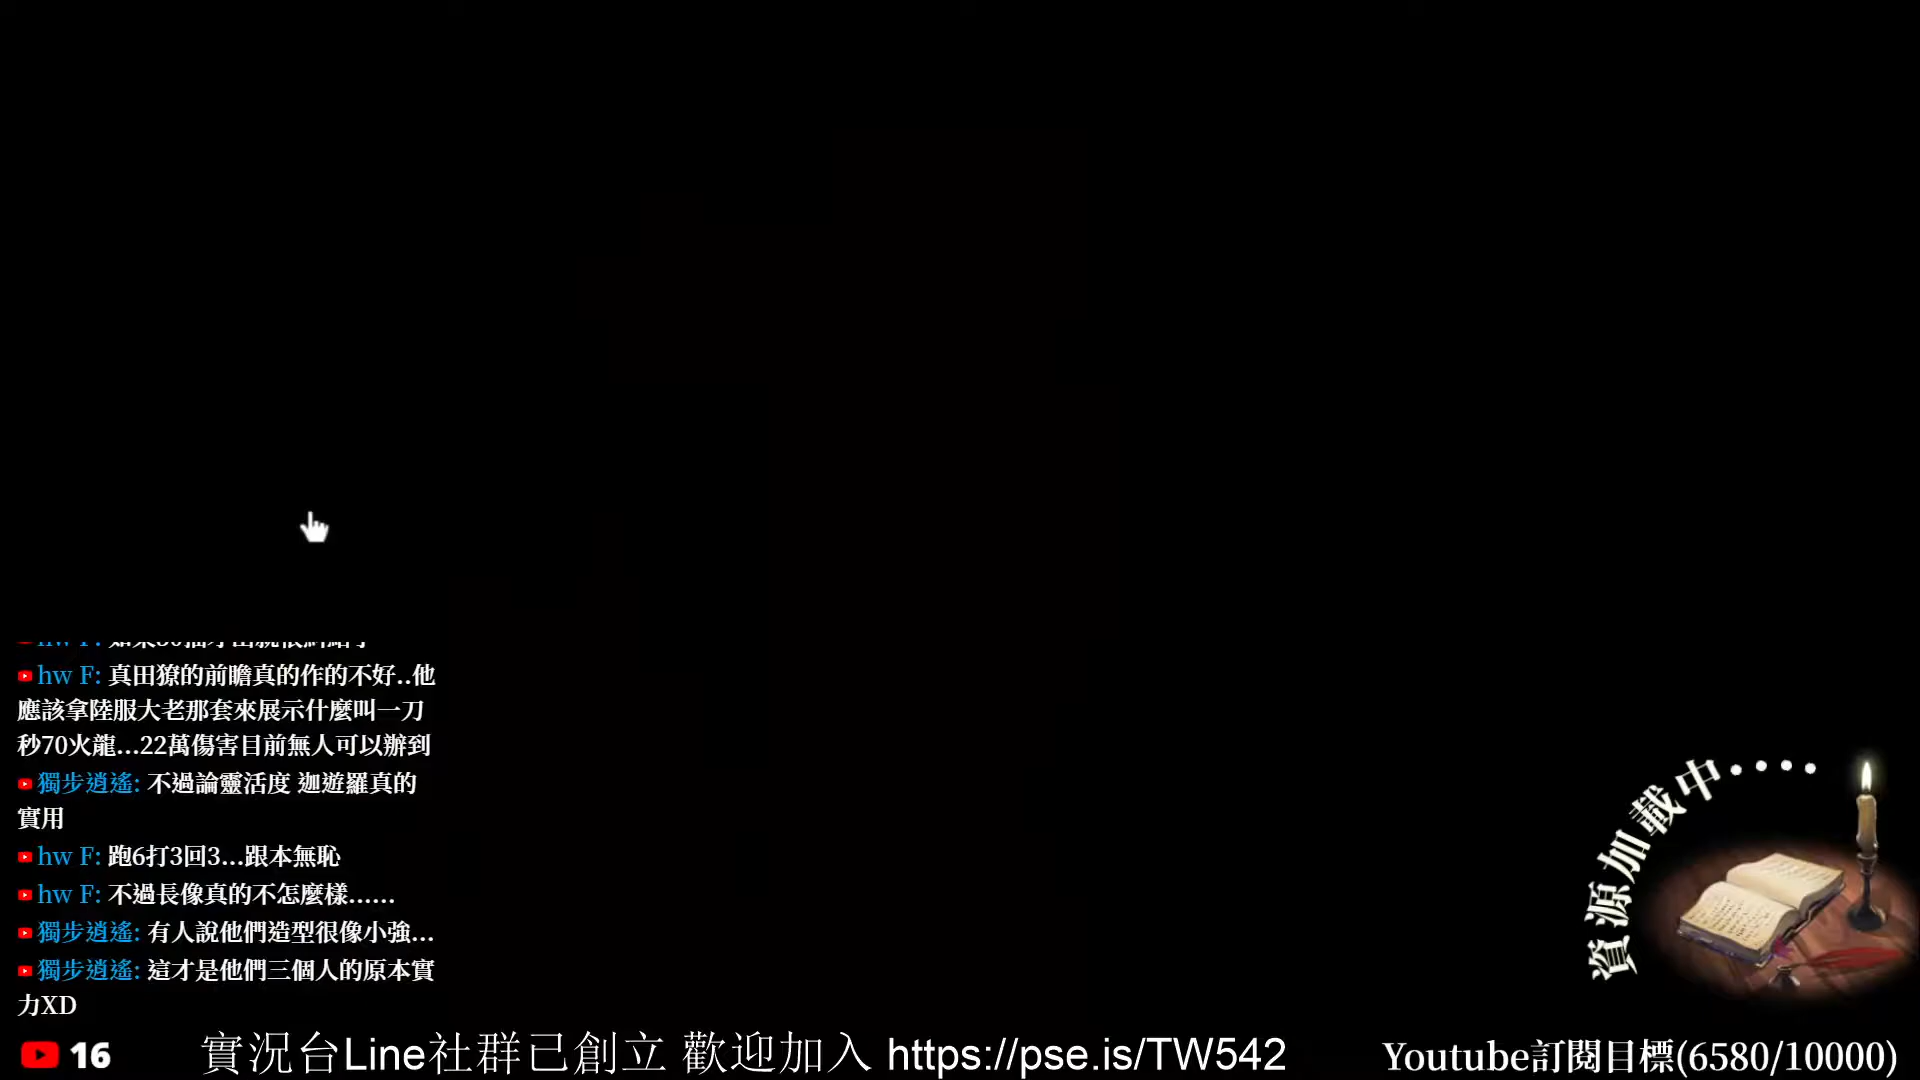 hw F: 真田獠的前瞻真的作的不好..他
應該拿陸服大老那套來展示什麼叫一刀
秒70火龍...22萬傷害目前無人可以辦到
獨步逍遙: 不過論靈活度 迦遊羅真的
實用
hw F: 跑6打3回3...跟本無恥
hw F: 不過長像真的不怎麼樣......
獨步逍遙: 有人說他們造型很像小強...
獨步逍遙: 這才是他們三個人的原本實
力XD
資源加載中....
16
實況台Line社群已創立 歡迎加入 https://pse.is/TW542
Youtube訂閱目標(6580/10000)